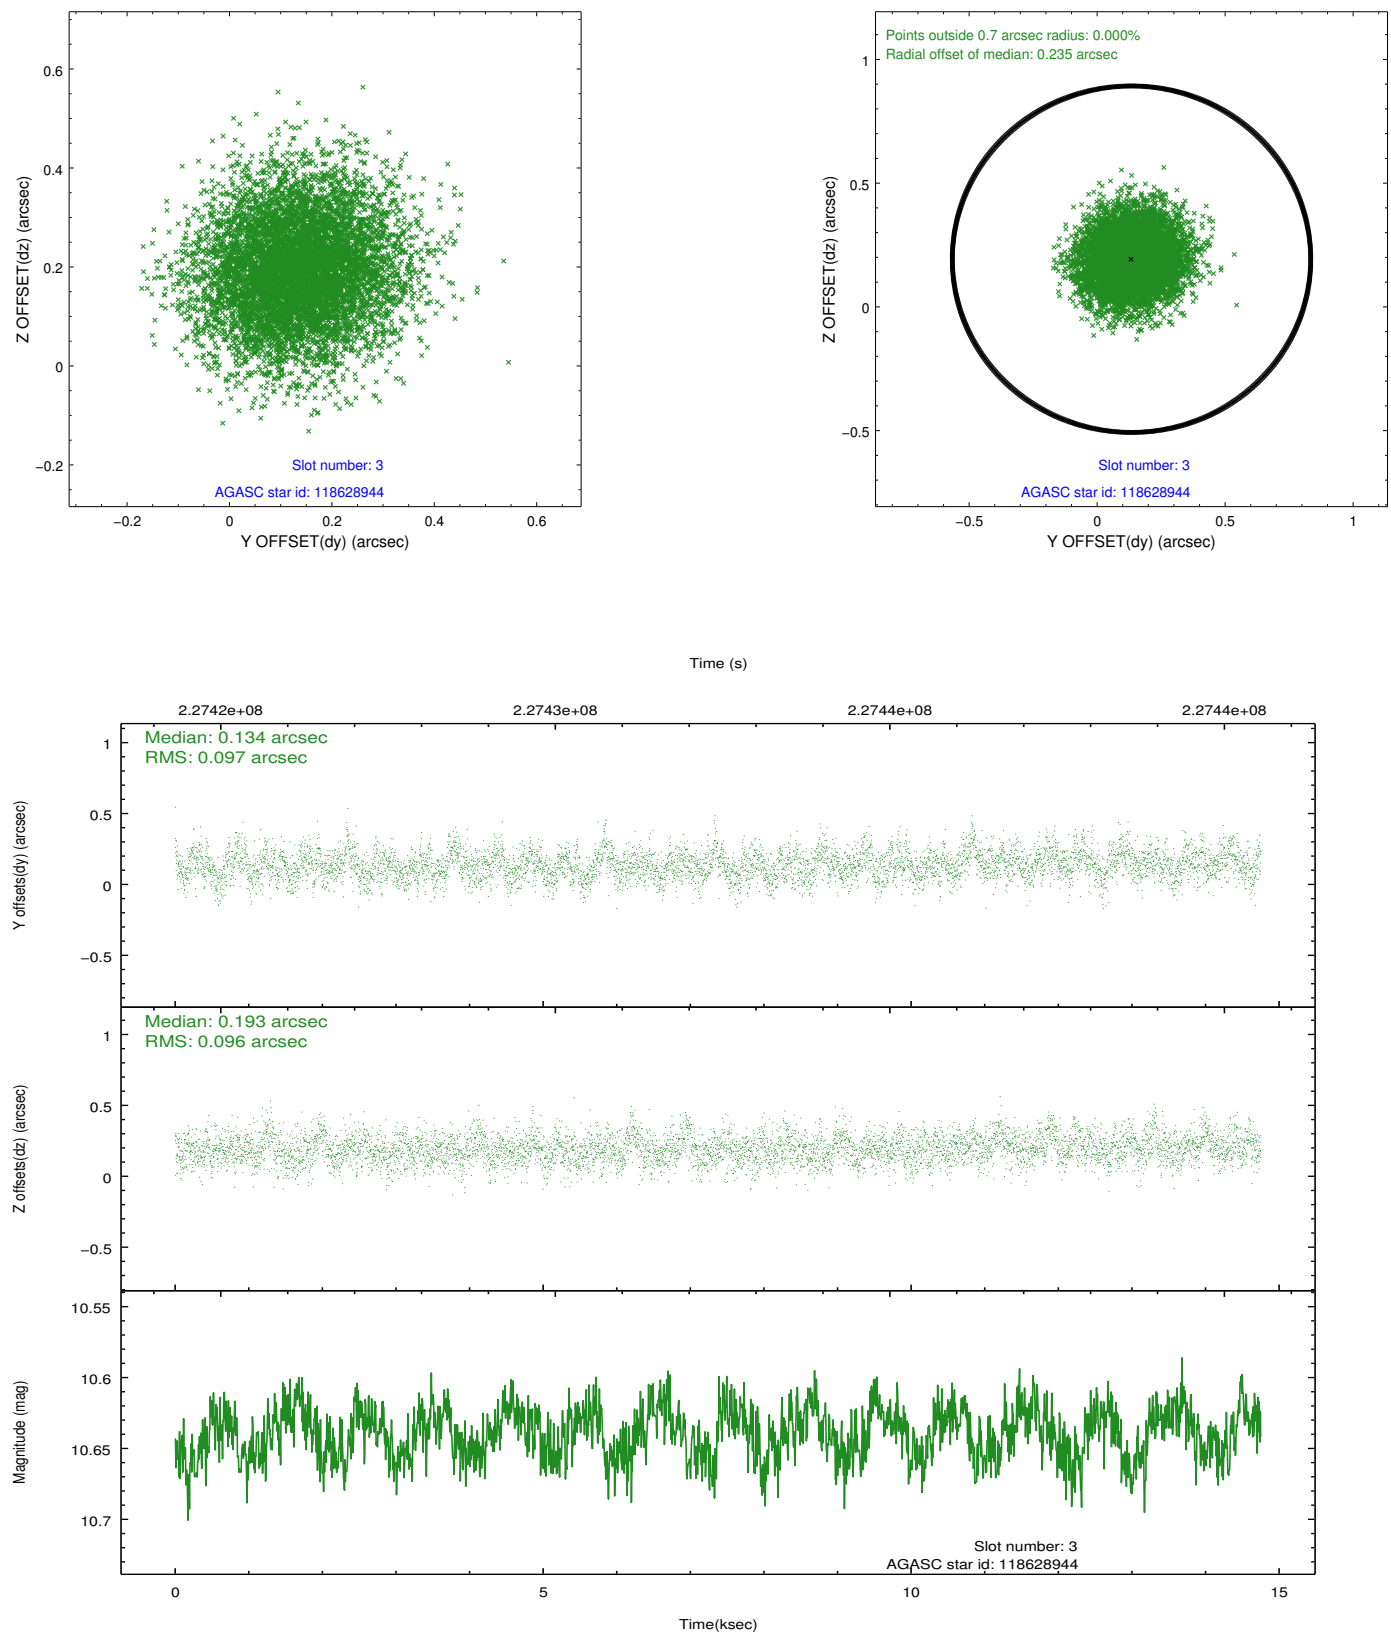 0.6
0.4
0.2
0
−0.2
Z OFFSET(dz) (arcsec)
Slot number: 3
AGASC star id: 118628944
−0.2 0 0.2 0.4 0.6
Y OFFSET(dy) (arcsec)
Points outside 0.7 arcsec radius: 0.000%
Radial offset of median: 0.235 arcsec
1
0.5
0
−0.5
Z OFFSET(dz) (arcsec)
Slot number: 3
AGASC star id: 118628944
−0.5 0 0.5 1
Y OFFSET(dy) (arcsec)
Time (s)
2.2742e+08 2.2743e+08 2.2744e+08 2.2744e+08
Median: 0.134 arcsec
RMS: 0.097 arcsec
1
0.5
0
−0.5
Y offsets(dy) (arcsec)
Median: 0.193 arcsec
RMS: 0.096 arcsec
1
0.5
0
−0.5
Z offsets(dz) (arcsec)
10.55
10.6
10.65
10.7
Magnitude (mag)
Slot number: 3
AGASC star id: 118628944
0 5 10 15
Time(ksec)